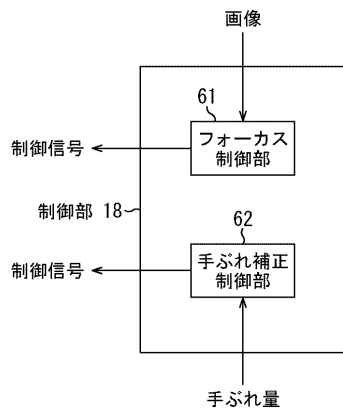 画像
61
フォーカス
制御部
制御信号
制御部 18
62
手ぶれ補正
制御部
制御信号
手ぶれ量